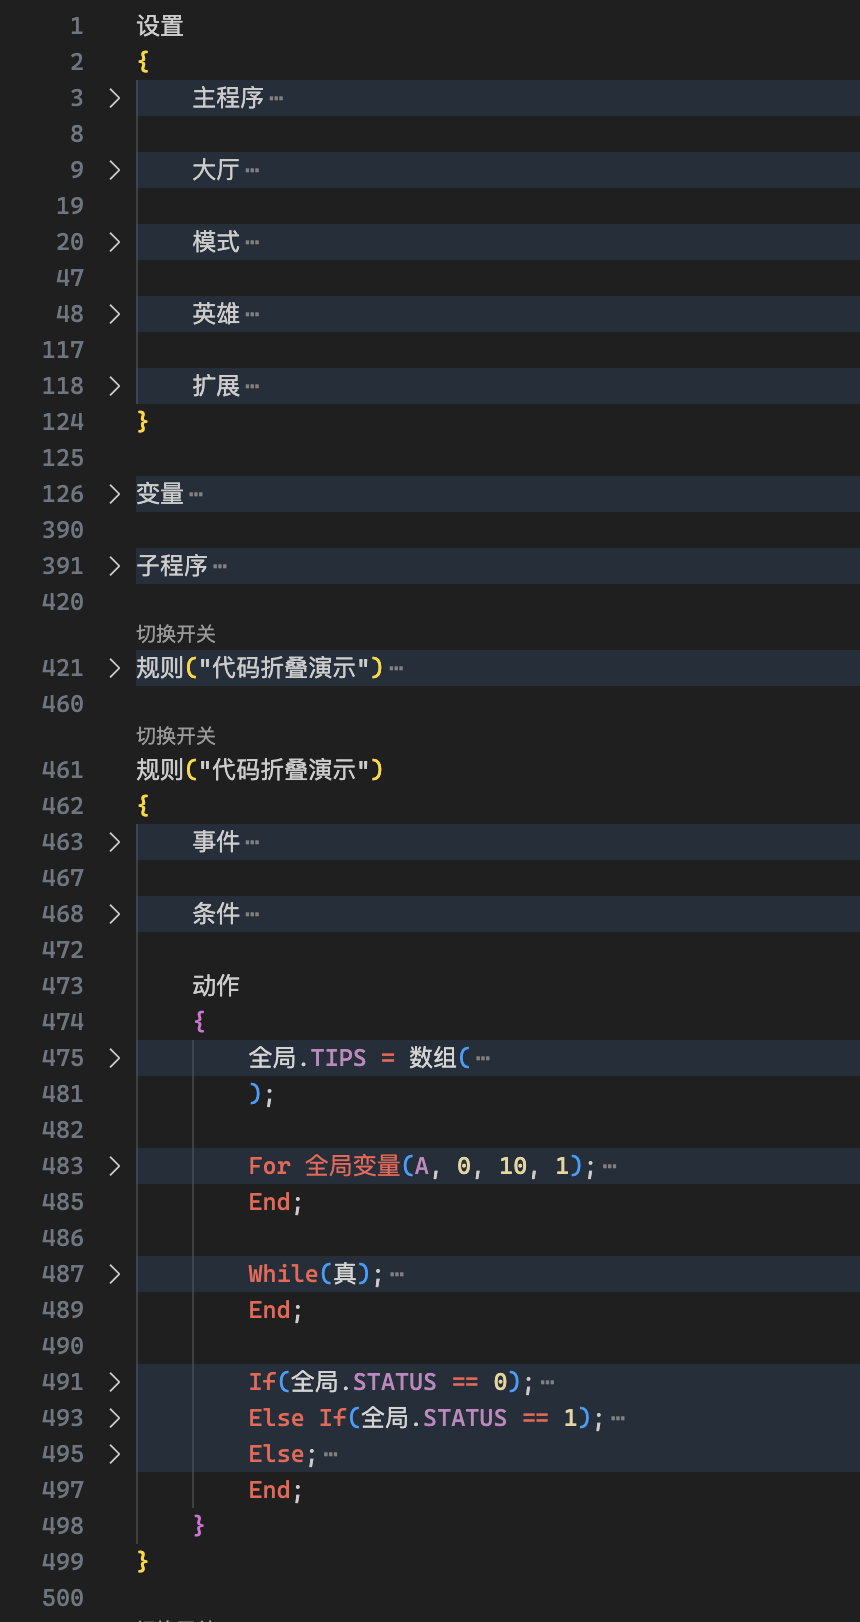 1 设置
2 {
3 主程序 ⋯
8
9 大厅 ⋯
19
20 模式 ⋯
47
48 英雄 ⋯
117
118 扩展 ⋯
124 }
125
126 变量 ⋯
390
391 子程序 ⋯
420
切换开关
421 规则("代码折叠演示") ⋯
460
切换开关
461 规则("代码折叠演示")
462 {
463 事件 ⋯
467
468 条件 ⋯
472
473 动作
474 {
475 全局.TIPS = 数组( ⋯
481 );
482
483 For 全局变量(A, 0, 10, 1); ⋯
485 End;
486
487 While(真); ⋯
489 End;
490
491 If(全局.STATUS == 0); ⋯
493 Else If(全局.STATUS == 1); ⋯
495 Else; ⋯
497 End;
498 }
499 }
500